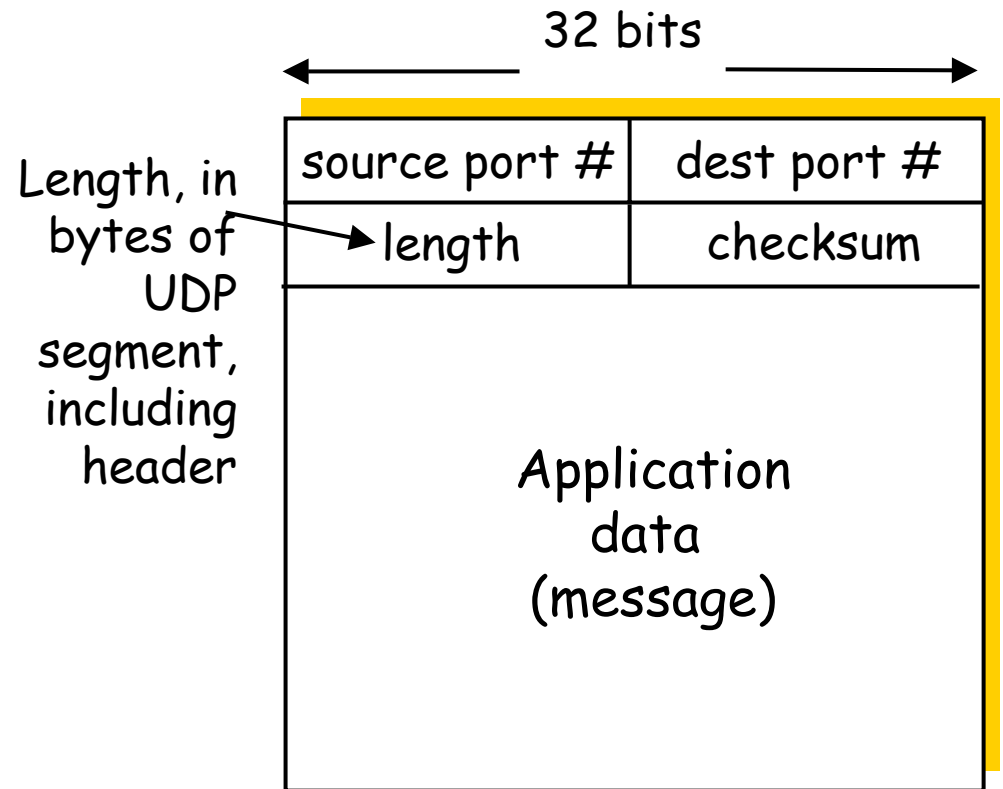 32 bits
Length, in
bytes of
UDP
segment,
including
header
source port #
dest port #
length
checksum
Application
data
(message)